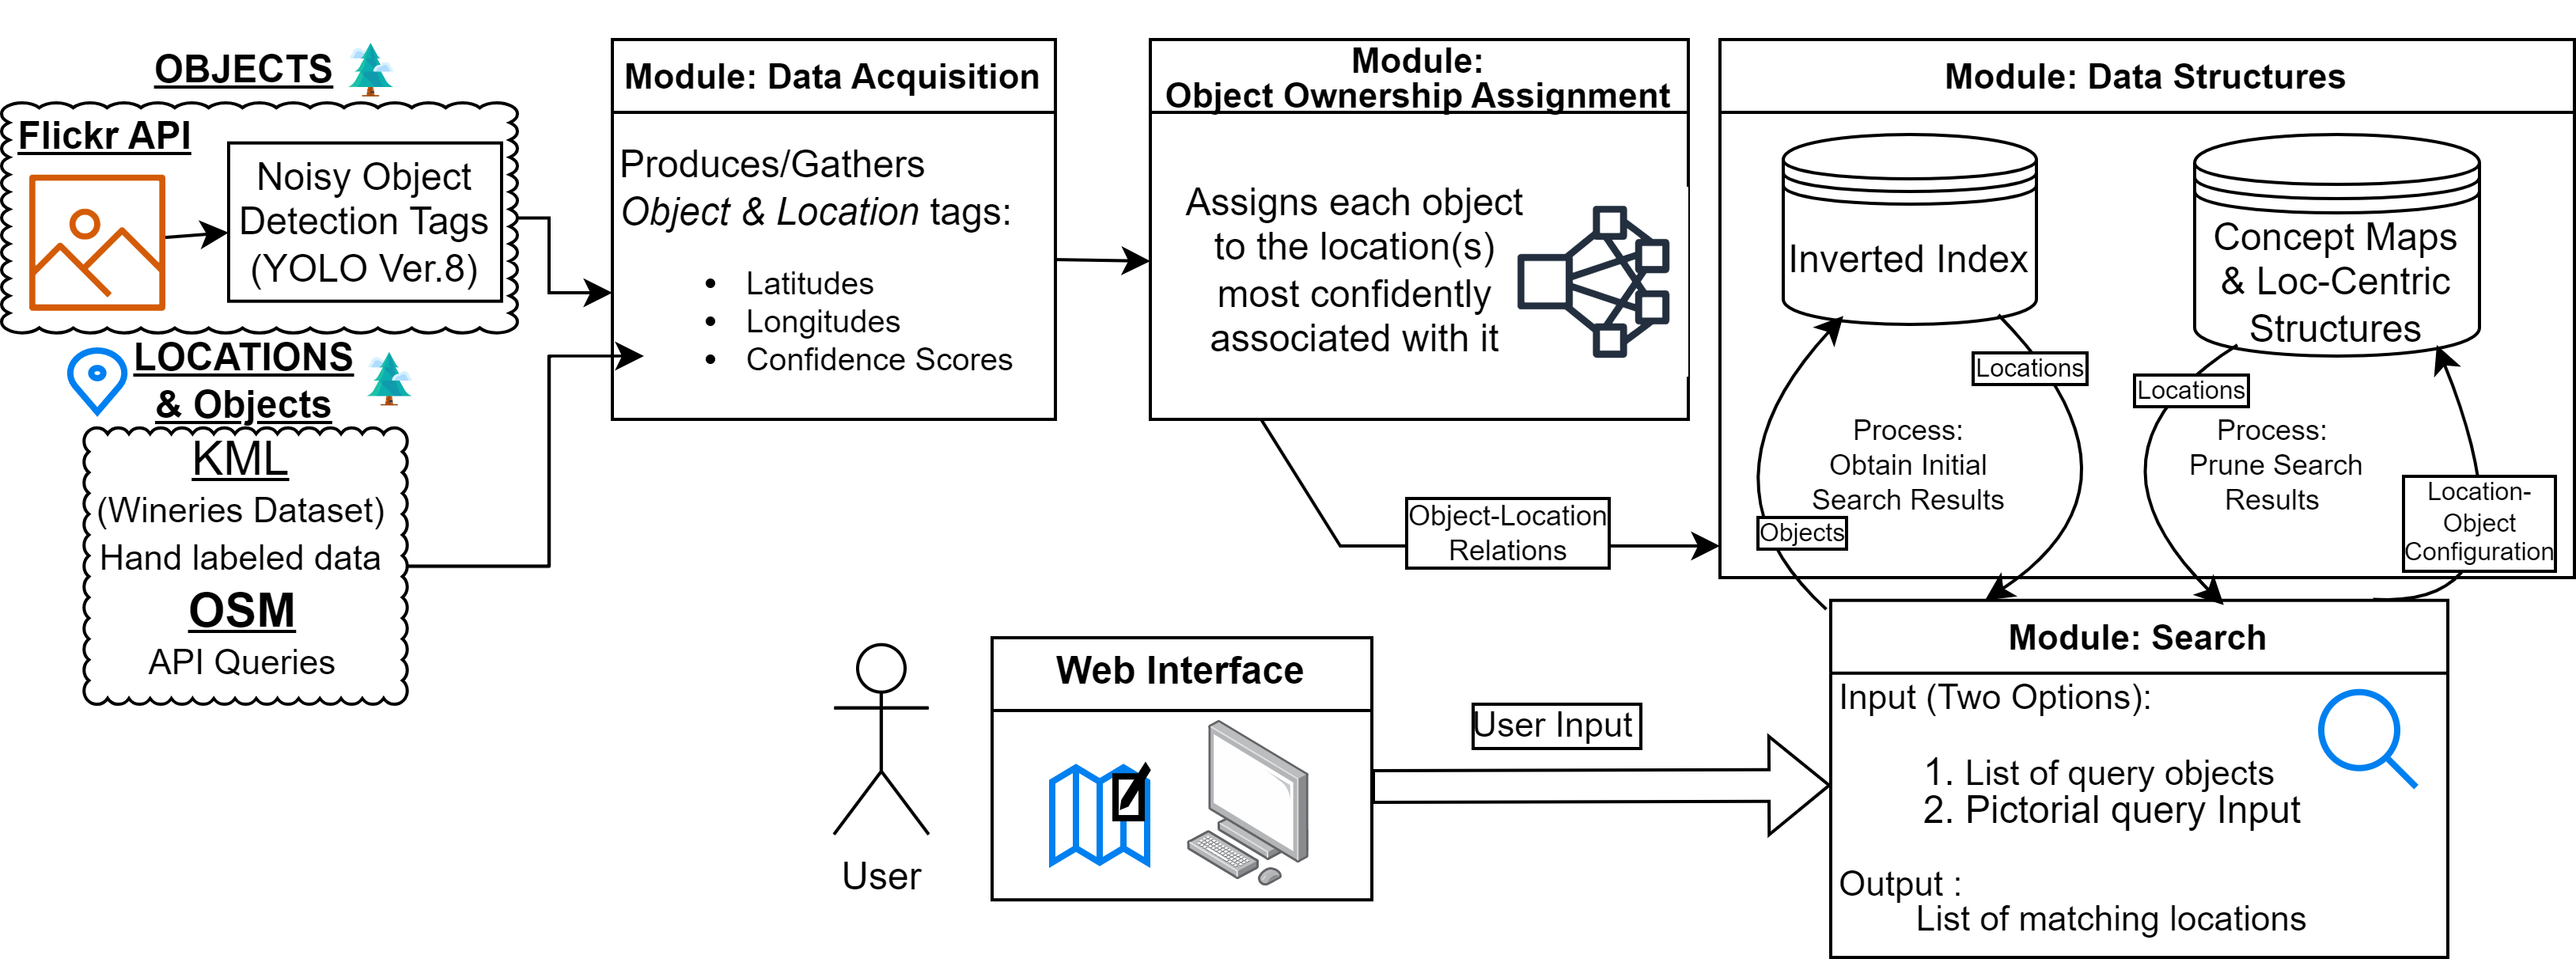 OBJECTS
Flickr API
Noisy Object
Detection Tags
(YOLO Ver.8)
LOCATIONS
& Objects
KML
(Wineries Dataset)
Hand labeled data
OSM
API Queries
Module: Data Acquisition
Produces/Gathers
Object & Location tags:
• Latitudes
• Longitudes
• Confidence Scores
Module:
Object Ownership Assignment
Assigns each object
to the location(s)
most confidently
associated with it
Object-Location
Relations
Module: Data Structures
Inverted Index
Concept Maps
& Loc-Centric
Structures
Locations
Locations
Process:
Obtain Initial
Search Results
Process:
Prune Search
Results
Objects
Location-
Object
Configuration
User
Web Interface
User Input
Module: Search
Input (Two Options):
1. List of query objects
2. Pictorial query Input
Output :
List of matching locations